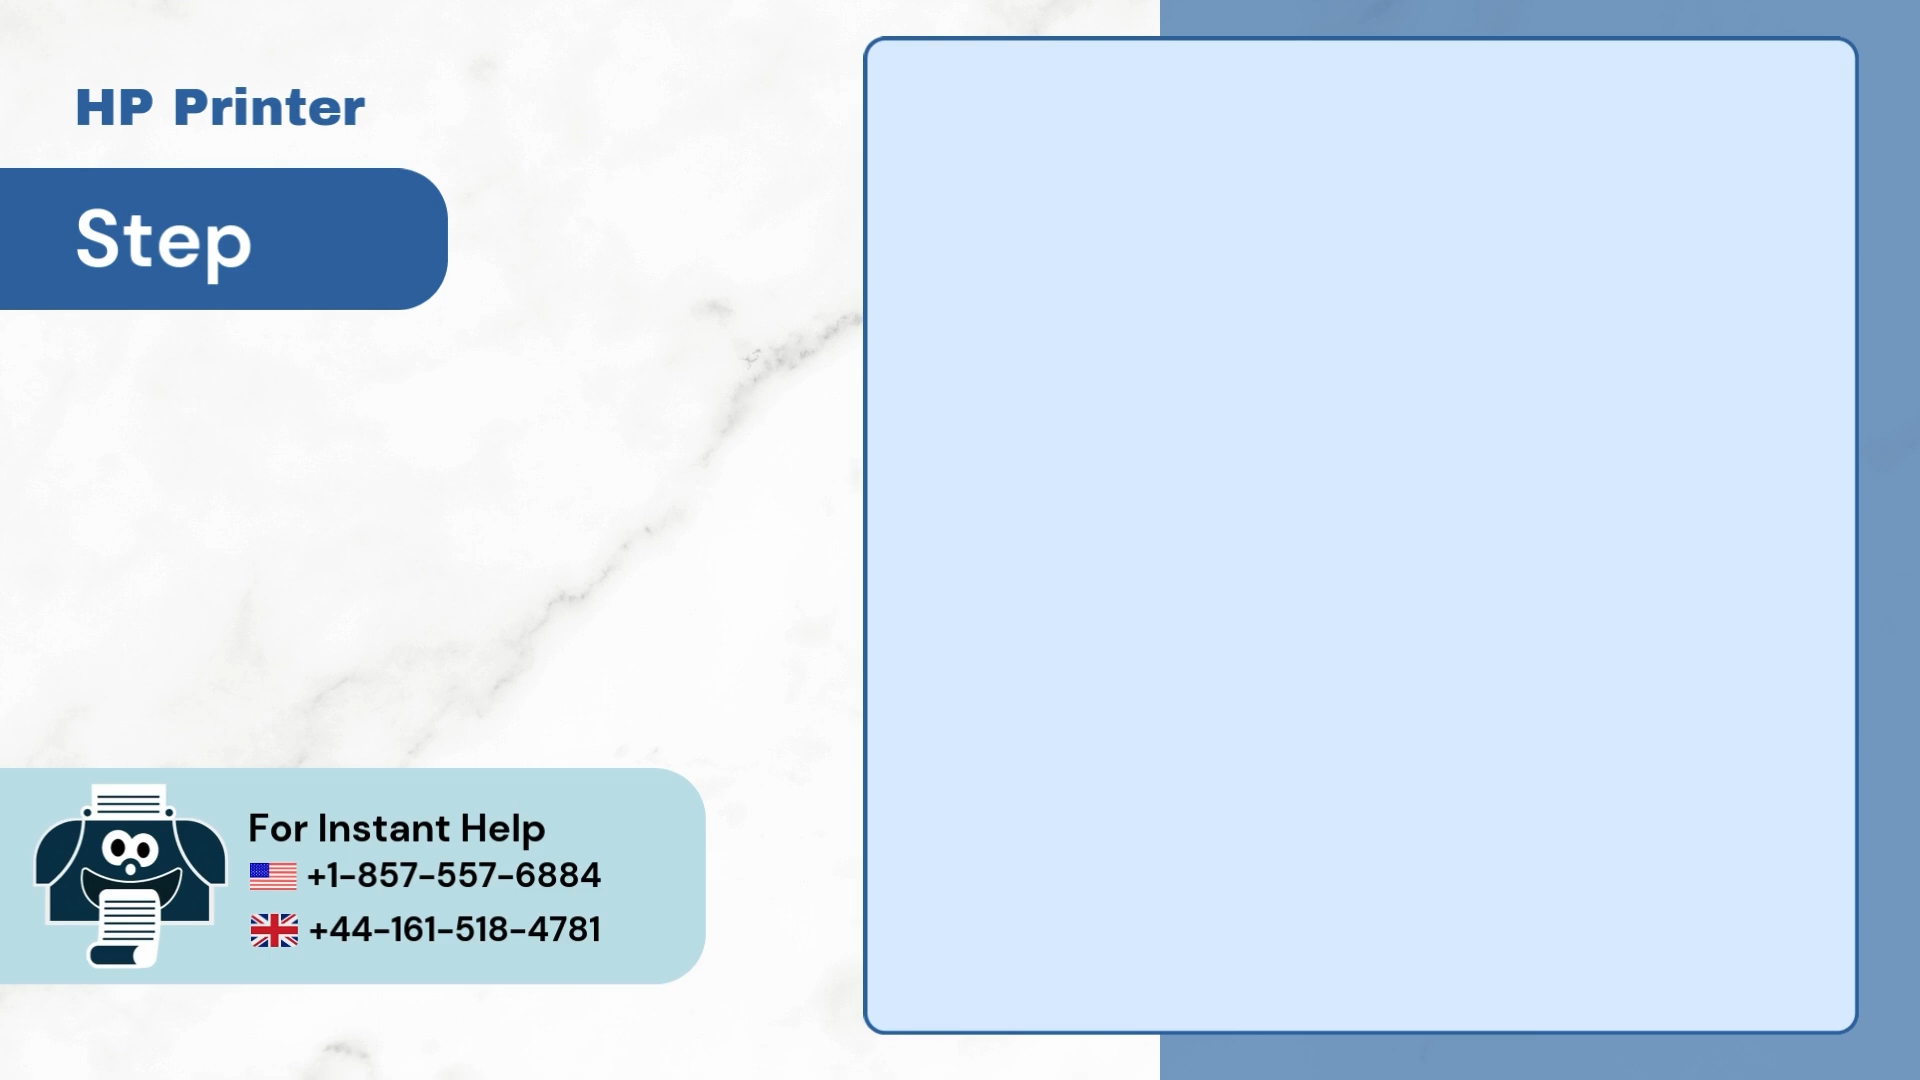 HP Printer
Step
For Instant Help
+1-857-557-6884
+44-161-518-4781